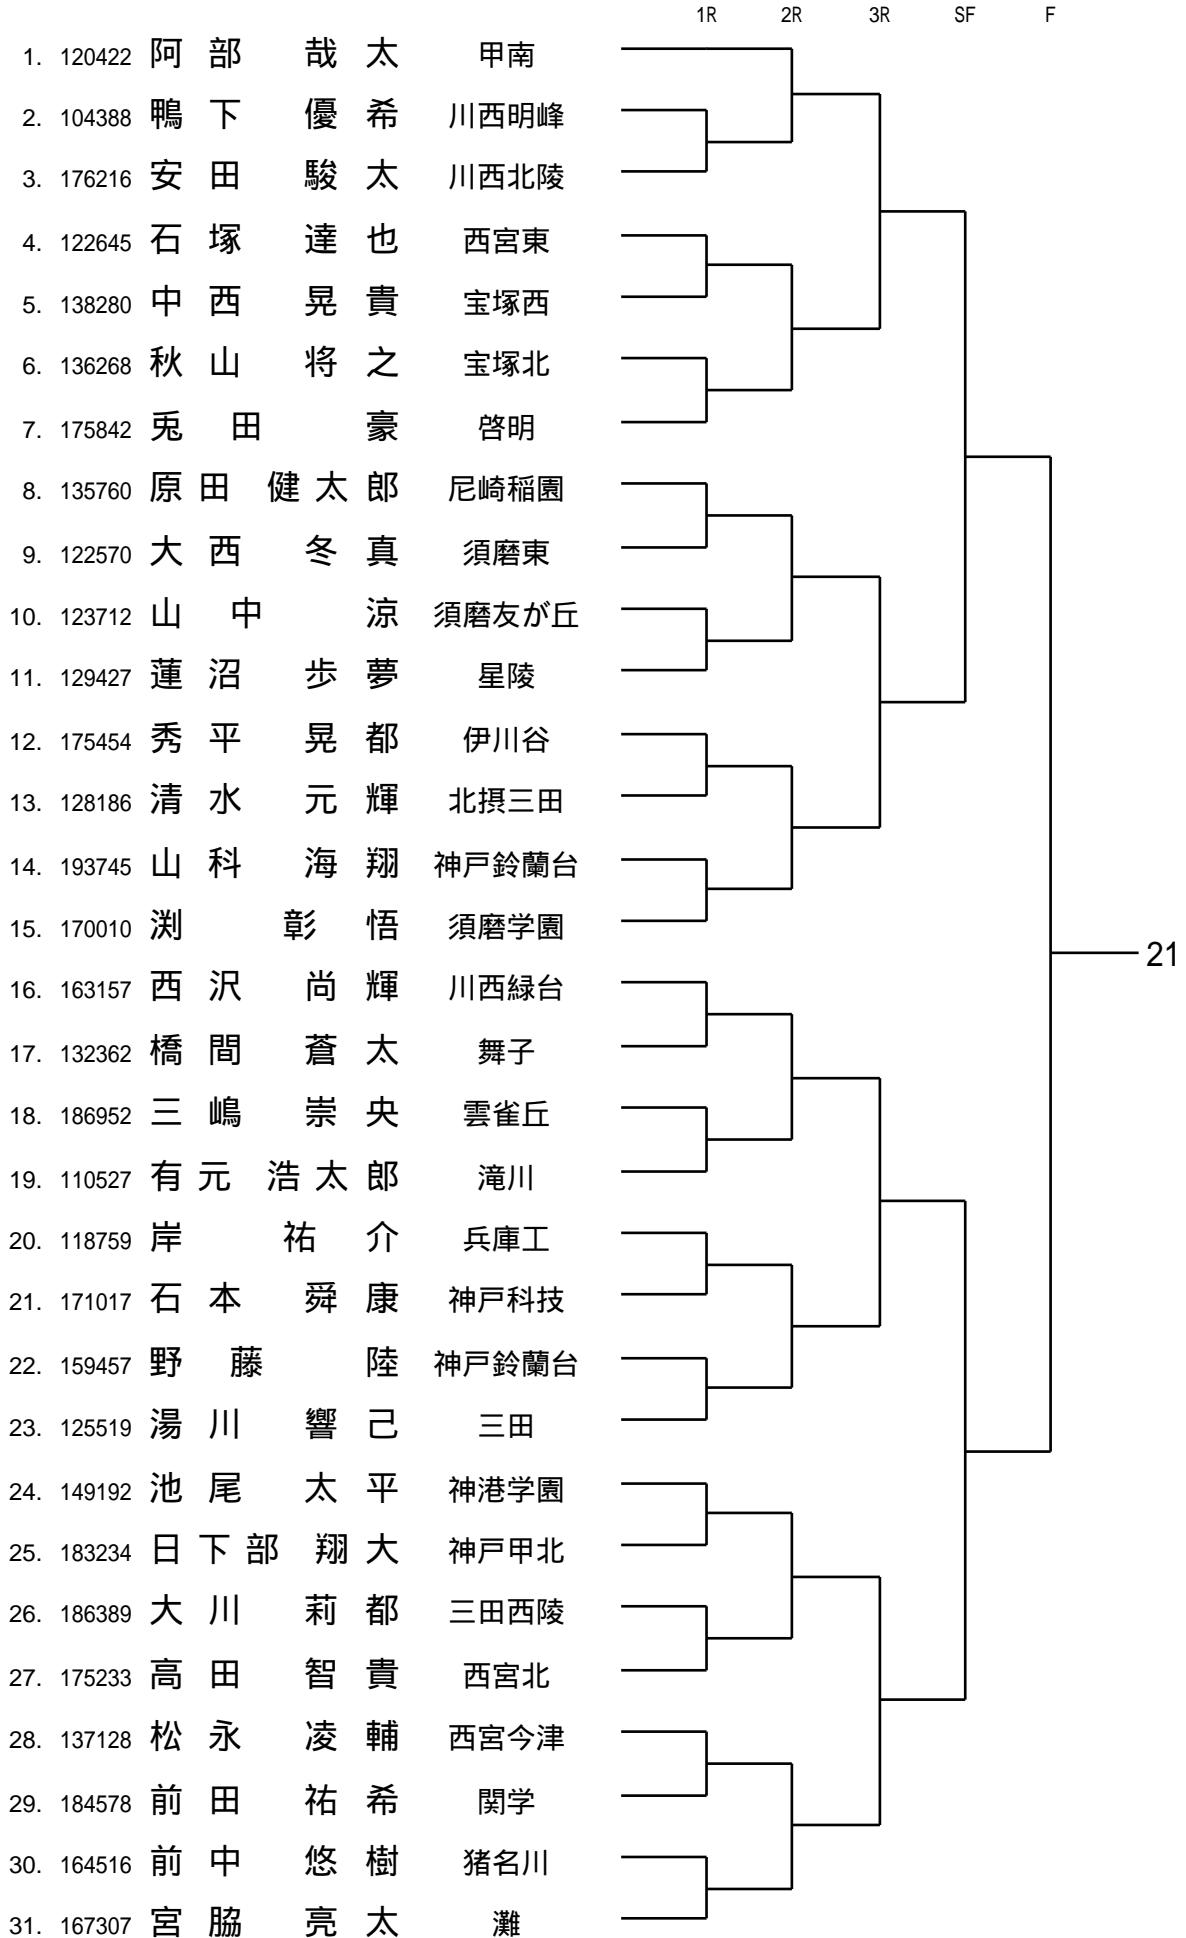 1R 2R 3R SF F
1. 120422 阿部 哉太 甲南
2. 104388 鴨下 優希 川西明峰
3. 176216 安田 駿太 川西北陵
4. 122645 石塚 達也 西宮東
5. 138280 中西 晃貴 宝塚西
6. 136268 秋山 将之 宝塚北
7. 175842 兎田 豪 啓明
8. 135760 原田 健太郎 尼崎稲園
9. 122570 大西 冬真 須磨東
10. 123712 山中 涼 須磨友が丘
11. 129427 蓮沼 歩夢 星陵
12. 175454 秀平 晃都 伊川谷
13. 128186 清水 元輝 北摂三田
14. 193745 山科 海翔 神戸鈴蘭台
15. 170010 渕 彰悟 須磨学園
21
16. 163157 西沢 尚輝 川西緑台
17. 132362 橋間 蒼太 舞子
18. 186952 三嶋 崇央 雲雀丘
19. 110527 有元 浩太郎 滝川
20. 118759 岸 祐介 兵庫工
21. 171017 石本 舜康 神戸科技
22. 159457 野藤 陸 神戸鈴蘭台
23. 125519 湯川 響己 三田
24. 149192 池尾 太平 神港学園
25. 183234 日下部 翔大 神戸甲北
26. 186389 大川 莉都 三田西陵
27. 175233 高田 智貴 西宮北
28. 137128 松永 凌輔 西宮今津
29. 184578 前田 祐希 関学
30. 164516 前中 悠樹 猪名川
31. 167307 宮脇 亮太 灘